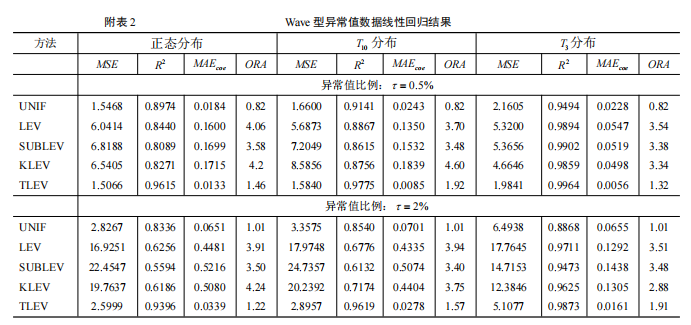 附表 2 Wave 型异常值数据线性回归结果
方法 正态分布 T10 分布 T3 分布
MSE R² MAEcoe ORA MSE R² MAEcoe ORA MSE R² MAEcoe ORA
异常值比例：τ = 0.5%
UNIF 1.5468 0.8974 0.0184 0.82 1.6600 0.9141 0.0243 0.82 2.1605 0.9494 0.0228 0.82
LEV 6.0414 0.8440 0.1600 4.06 5.6873 0.8867 0.1350 3.70 5.3200 0.9894 0.0547 3.54
SUBLEV 6.8188 0.8089 0.1699 3.58 7.2049 0.8615 0.1532 3.48 5.3656 0.9902 0.0519 3.38
KLEV 6.5405 0.8271 0.1715 4.2 8.5856 0.8756 0.1839 4.60 4.6646 0.9859 0.0498 3.34
TLEV 1.5066 0.9615 0.0133 1.46 1.5840 0.9775 0.0085 1.92 1.9841 0.9964 0.0056 1.32
异常值比例：τ = 2%
UNIF 2.8267 0.8336 0.0651 1.01 3.3575 0.8540 0.0701 1.01 6.4938 0.8868 0.0655 1.01
LEV 16.9251 0.6256 0.4481 3.91 17.9748 0.6776 0.4335 3.94 17.7645 0.9711 0.1292 3.51
SUBLEV 22.4547 0.5594 0.5216 3.50 24.7357 0.6132 0.5074 3.40 14.7153 0.9473 0.1438 3.48
KLEV 19.7637 0.6186 0.5080 4.24 20.2392 0.7174 0.4404 3.75 12.3846 0.9625 0.1305 2.88
TLEV 2.5999 0.9396 0.0339 1.22 2.8957 0.9619 0.0278 1.57 5.1077 0.9873 0.0161 1.91